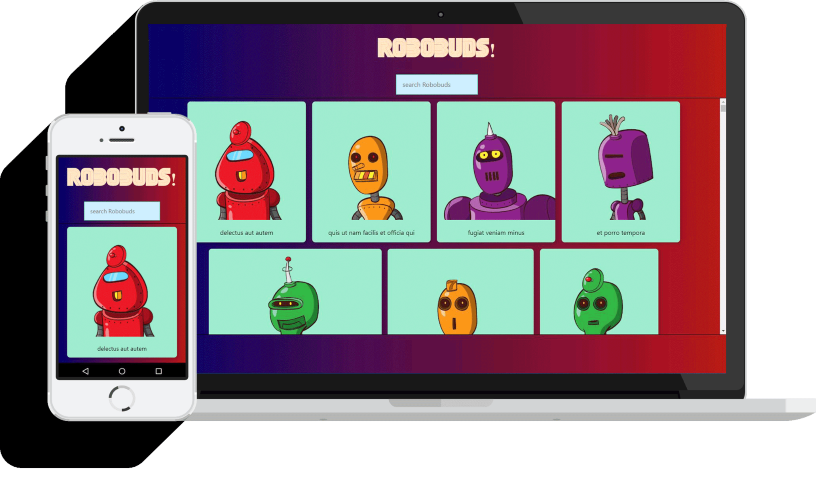 ROBOBUDS!
search Robobuds
delectus aut autem
quis ut nam facilis et officia qui
fugiat veniam minus
et porro tempora
ROBOBUDS!
search Robobuds
delectus aut autem